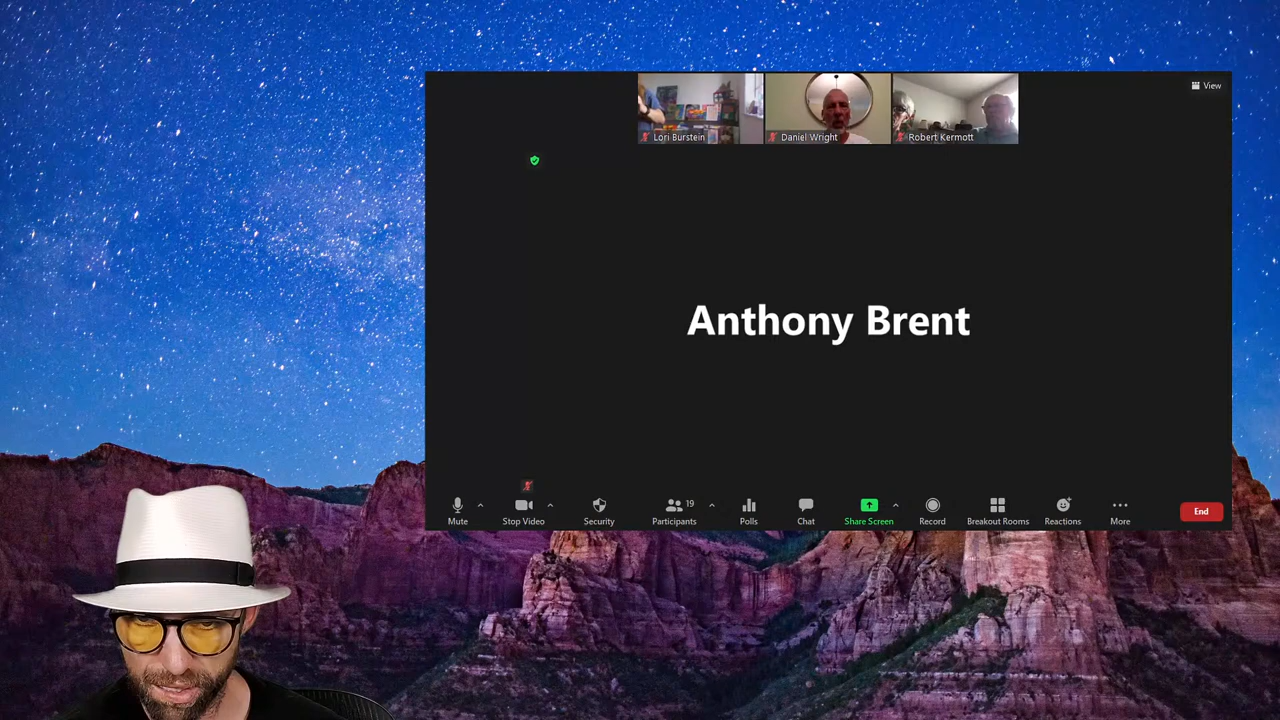 View
Lori Burstein
Daniel Wright
Robert Kermott
Anthony Brent
19
Mute
Stop Video
Security
Participants
Polls
Chat
Share Screen
Record
Breakout Rooms
Reactions
More
End